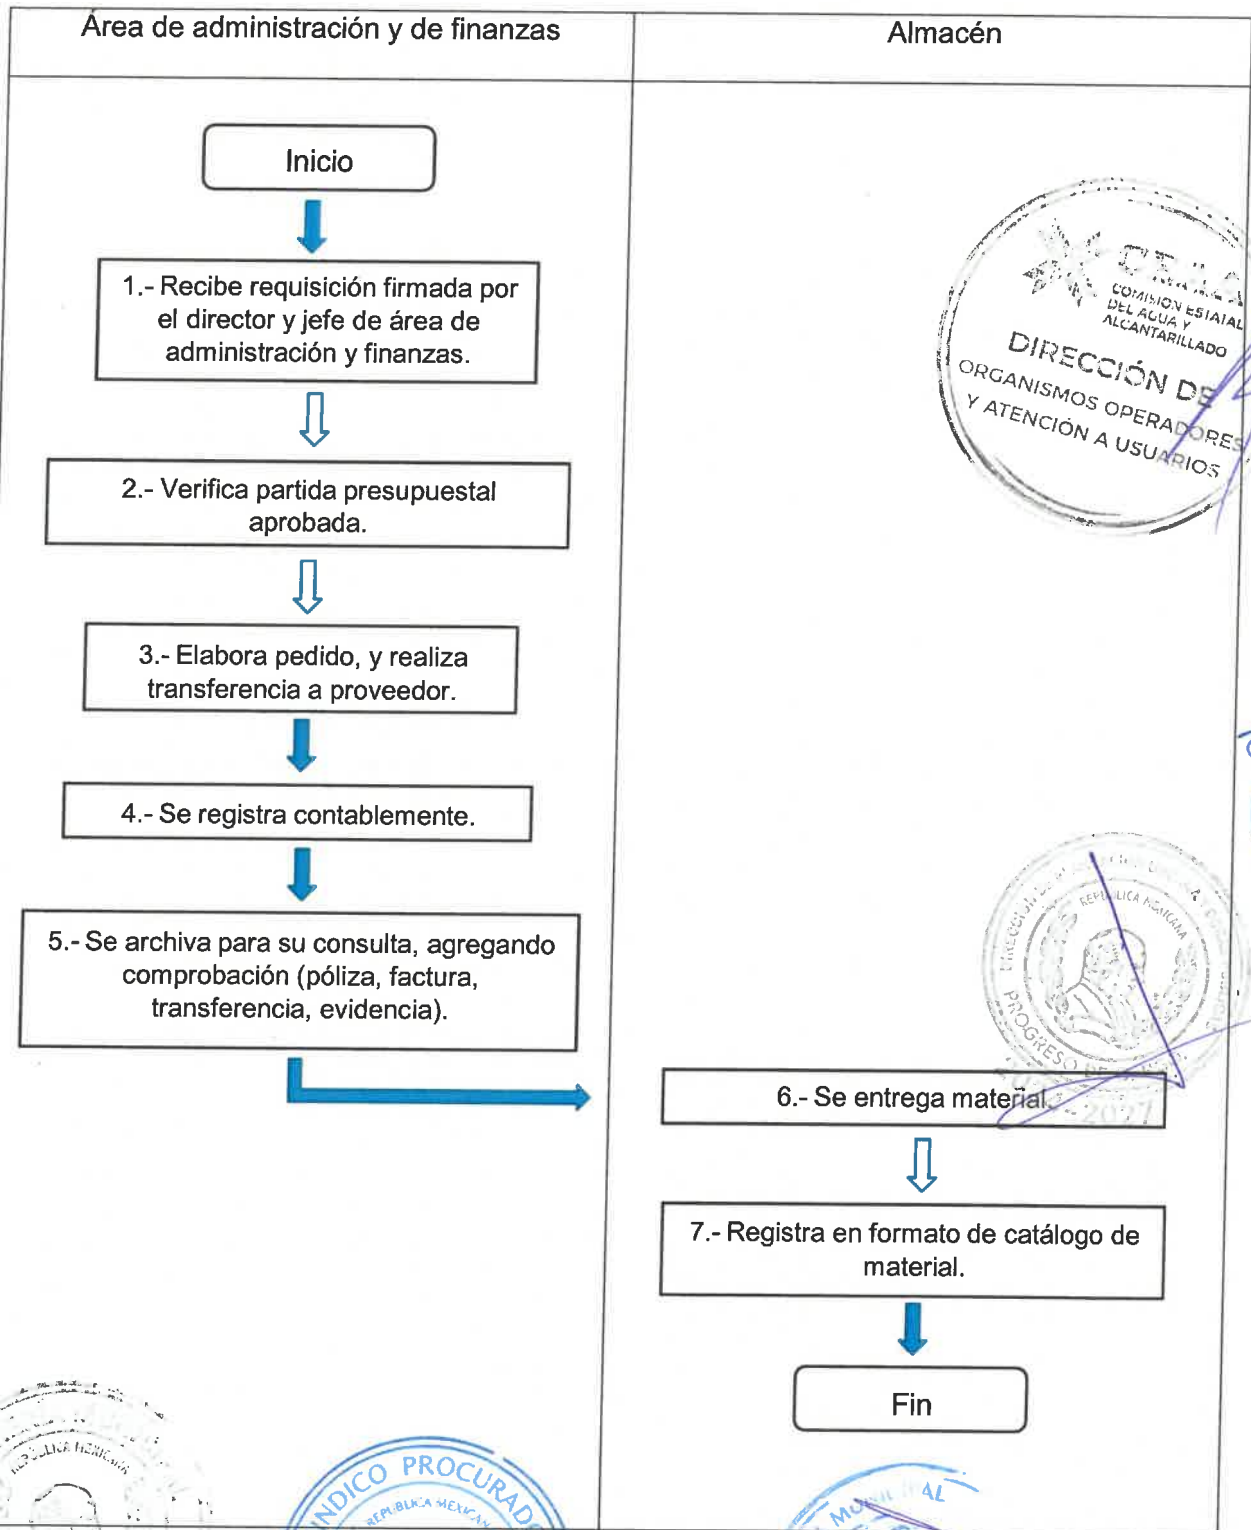 Área de administración y de finanzas
Almacén
Inicio
1.- Recibe requisición firmada por
el director y jefe de área de
administración y finanzas.
2.- Verifica partida presupuestal
aprobada.
3.- Elabora pedido, y realiza
transferencia a proveedor.
4.- Se registra contablemente.
5.- Se archiva para su consulta, agregando
comprobación (póliza, factura,
transferencia, evidencia).
6.- Se entrega material.
7.- Registra en formato de catálogo de
material.
Fin
COMISIÓN ESTATAL
DEL AGUA Y
ALCANTARILLADO
DIRECCIÓN DE
ORGANISMOS OPERADORES
Y ATENCIÓN A USUARIOS
REPÚBLICA MEXICANA
PROGRESO DE
2027
REPÚBLICA MEXICANA
PROCURADO